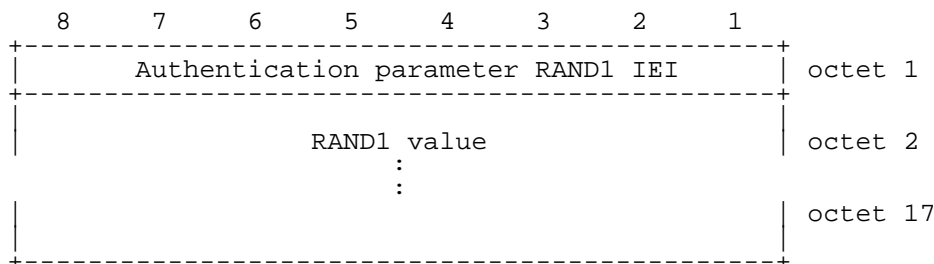 8 7 6 5 4 3 2 1
Authentication parameter RAND1 IEI octet 1
RAND1 value octet 2
:
:
octet 17